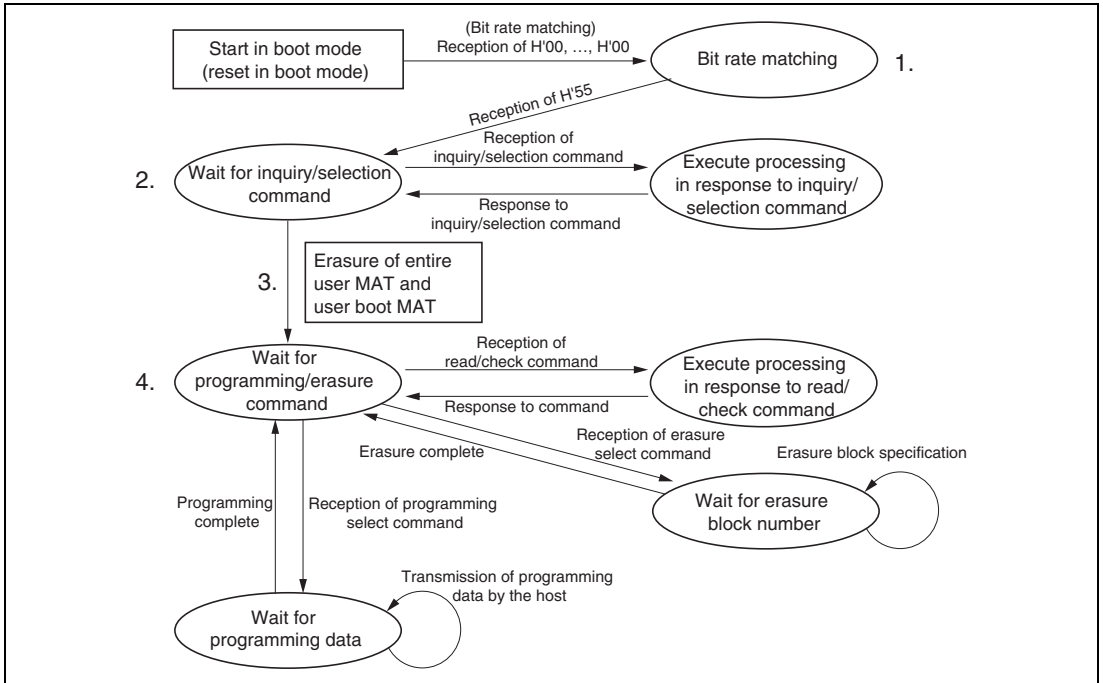 Start in boot mode
(reset in boot mode)
(Bit rate matching)
Reception of H'00, …, H'00
Bit rate matching
1.
Reception of H'55
2.
Wait for inquiry/selection
command
Reception of
inquiry/selection command
Response to
inquiry/selection command
Execute processing
in response to inquiry/
selection command
3.
Erasure of entire
user MAT and
user boot MAT
4.
Wait for
programming/erasure
command
Reception of
read/check command
Response to command
Execute processing
in response to read/
check command
Erasure complete
Reception of erasure
select command
Erasure block specification
Wait for erasure
block number
Programming
complete
Reception of programming
select command
Transmission of programming
data by the host
Wait for
programming data